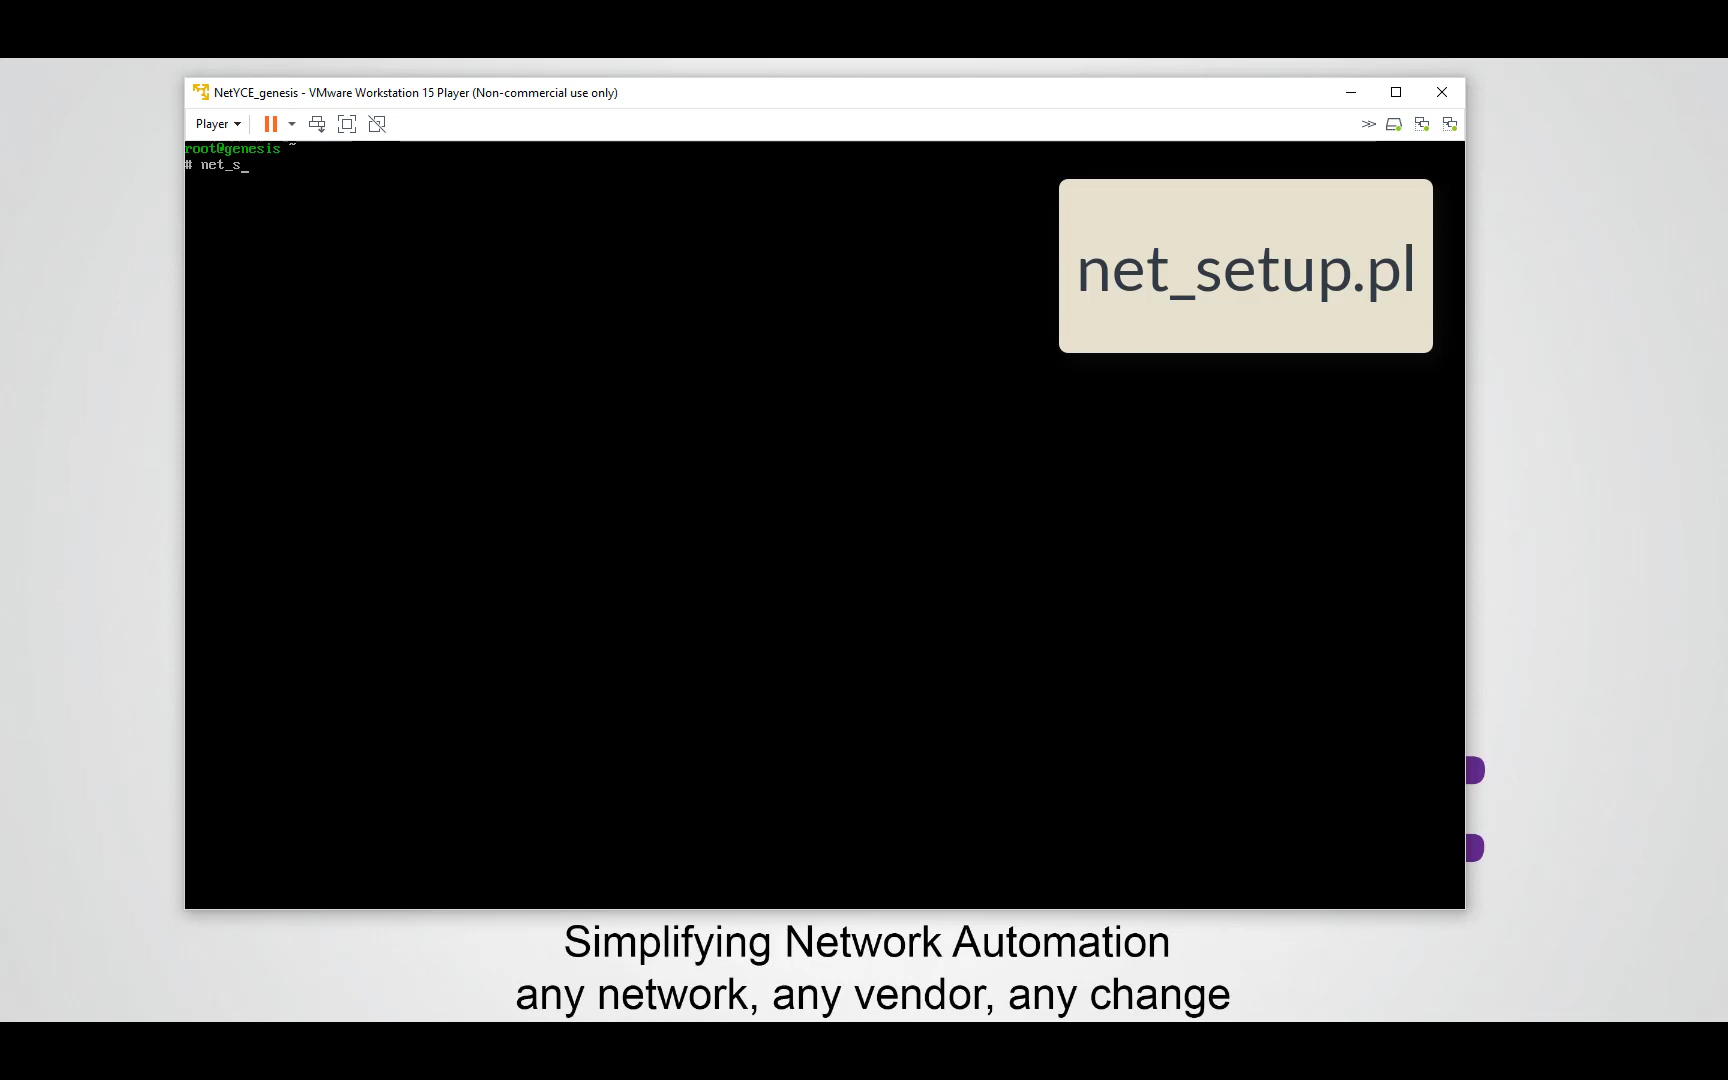 NetYCE_genesis - VMware Workstation 15 Player (Non-commercial use only)
Player
root@genesis ~
# net_s_
net_setup.pl
Simplifying Network Automation
any network, any vendor, any change